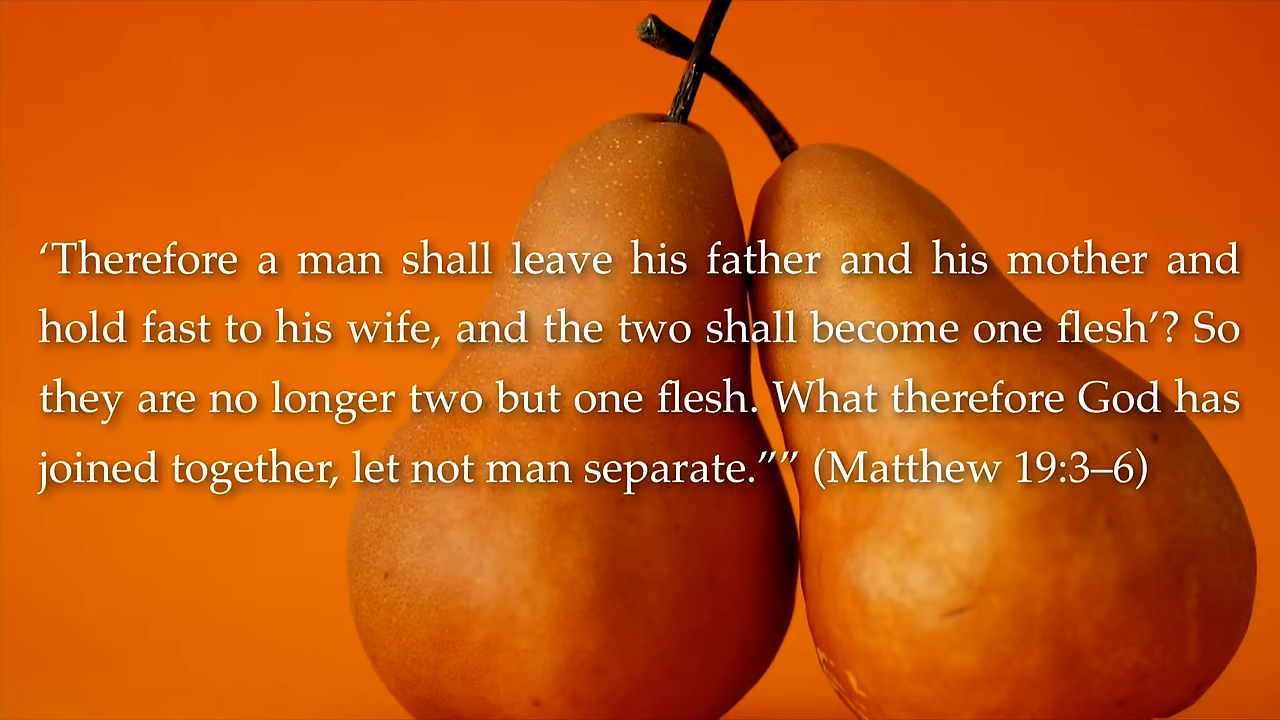 ‘Therefore a man shall leave his father and his mother and
hold fast to his wife, and the two shall become one flesh’? So
they are no longer two but one flesh. What therefore God has
joined together, let not man separate.”” (Matthew 19:3–6)